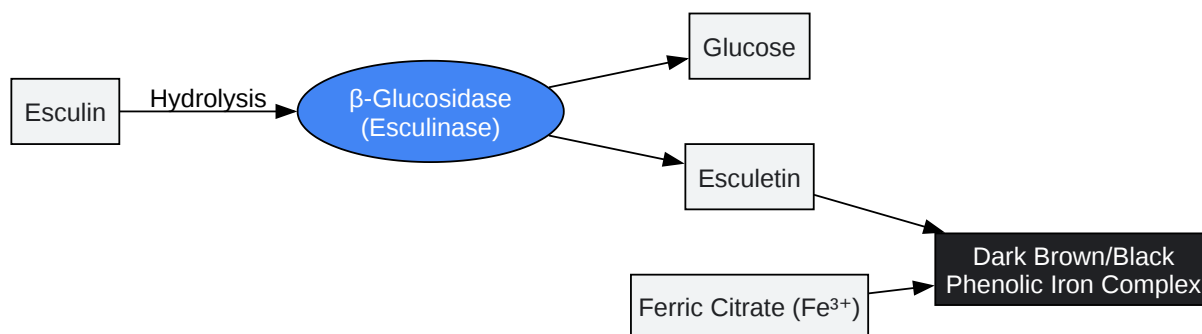 Esculin
Hydrolysis
β-Glucosidase
(Esculinase)
Glucose
Esculetin
Ferric Citrate (Fe³⁺)
Dark Brown/Black
Phenolic Iron Complex